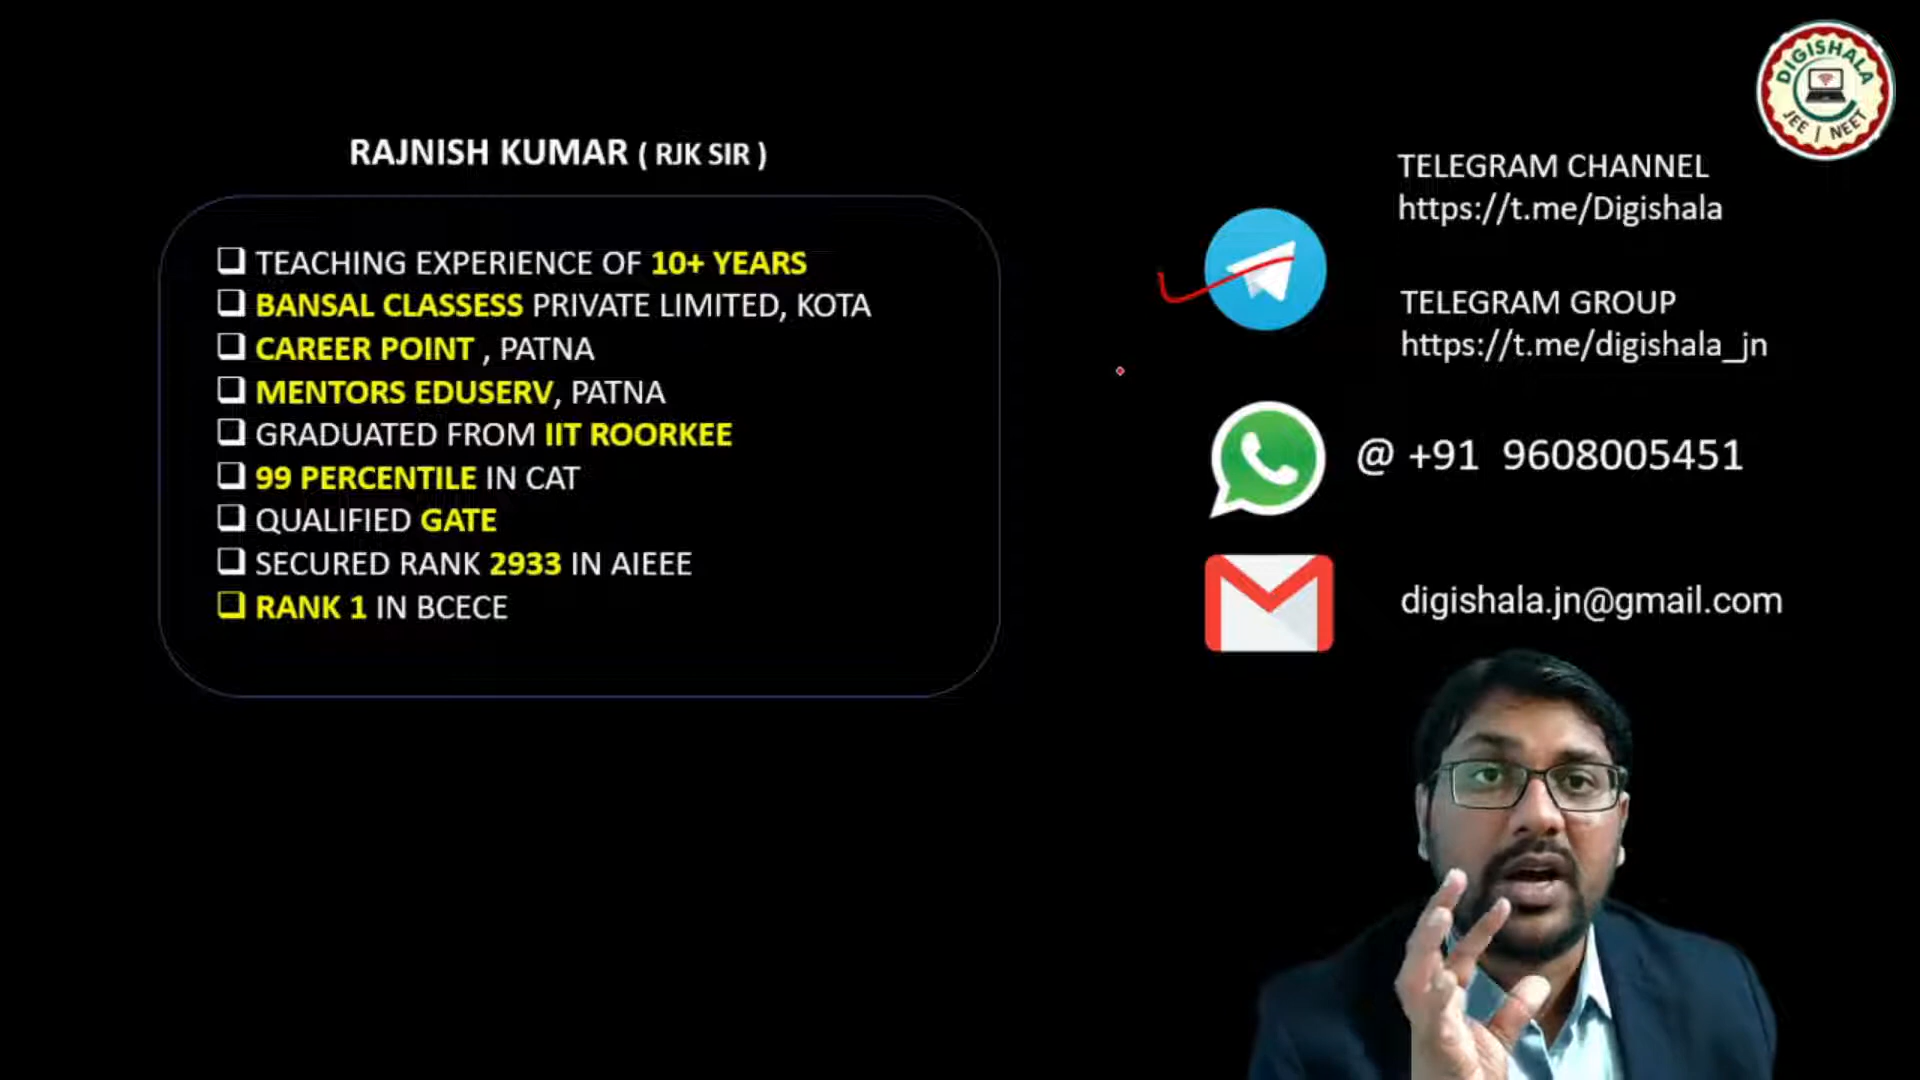 RAJNISH KUMAR ( RJK SIR )
TEACHING EXPERIENCE OF 10+ YEARS
BANSAL CLASSESS PRIVATE LIMITED, KOTA
CAREER POINT , PATNA
MENTORS EDUSERV, PATNA
GRADUATED FROM IIT ROORKEE
99 PERCENTILE IN CAT
QUALIFIED GATE
SECURED RANK 2933 IN AIEEE
RANK 1 IN BCECE
DIGISHALA
JEE | NEET
TELEGRAM CHANNEL
https://t.me/Digishala
TELEGRAM GROUP
https://t.me/digishala_jn
@ +91 9608005451
digishala.jn@gmail.com